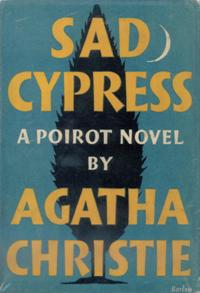 SAD
CYPRESS
A POIROT NOVEL
BY
AGATHA
CHRISTIE